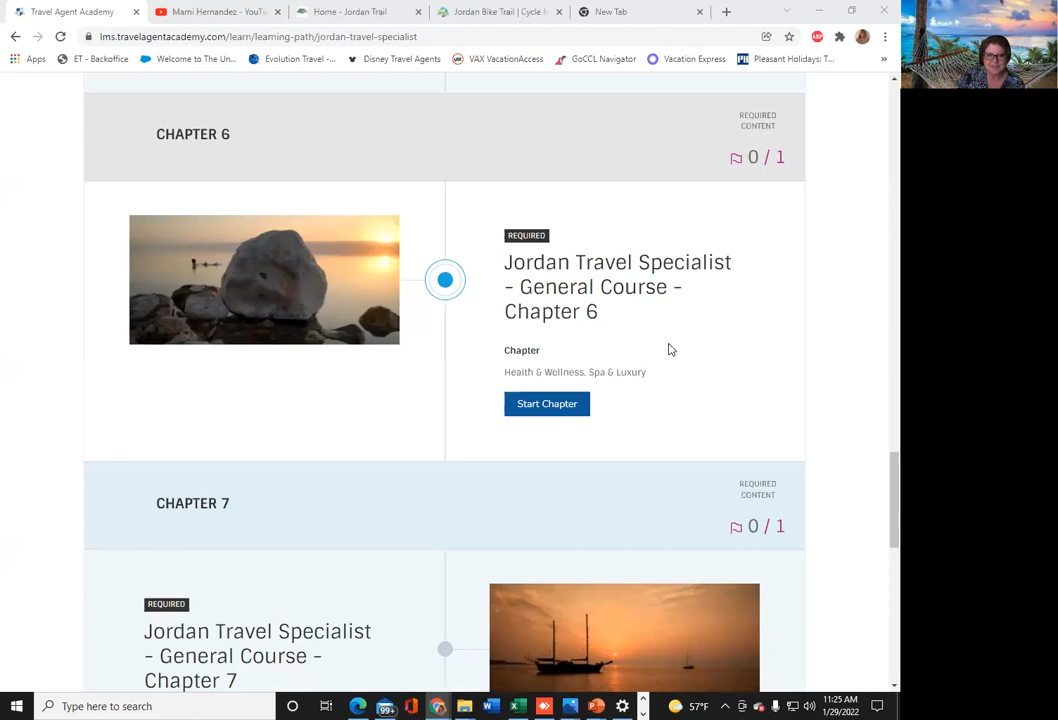 Travel Agent Academy
Marni Hernandez - YouTu
Home - Jordan Trail
Jordan Bike Trail | Cycle
New Tab
lms.travelagentacademy.com/learn/learning-path/jordan-travel-specialist
ABP
Apps
ET - Backoffice
Welcome to The Un...
Evolution Travel -...
Disney Travel Agents
VAX VacationAccess
GoCCL Navigator
Vacation Express
Pleasant Holidays: T...
»
CHAPTER 6
REQUIRED
CONTENT
0 / 1
REQUIRED
Jordan Travel Specialist
- General Course -
Chapter 6
Chapter
Health & Wellness, Spa & Luxury
Start Chapter
CHAPTER 7
REQUIRED
CONTENT
0 / 1
REQUIRED
Jordan Travel Specialist
- General Course -
Chapter 7
Type here to search
99+
57°F
11:25 AM
1/29/2022